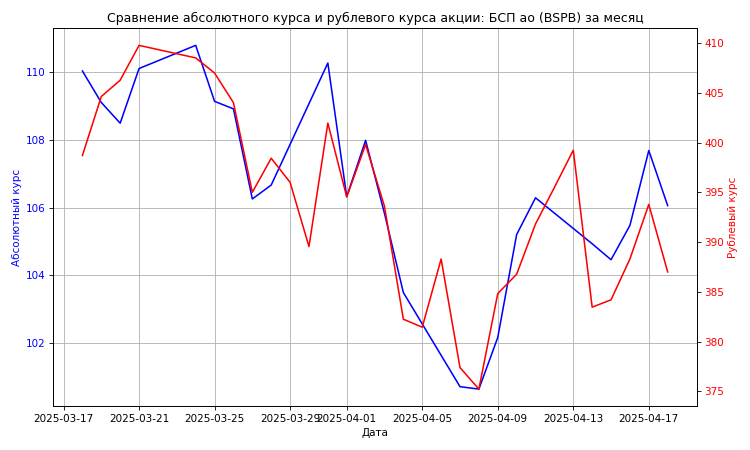 Сравнение абсолютного курса и рублевого курса акции: БСП ао (BSPB) за месяц
Абсолютный курс
110
108
106
104
102
Рублевый курс
410
405
400
395
390
385
380
375
2025-03-17 2025-03-21 2025-03-25 2025-03-29 2025-04-01 2025-04-05 2025-04-09 2025-04-13 2025-04-17
Дата